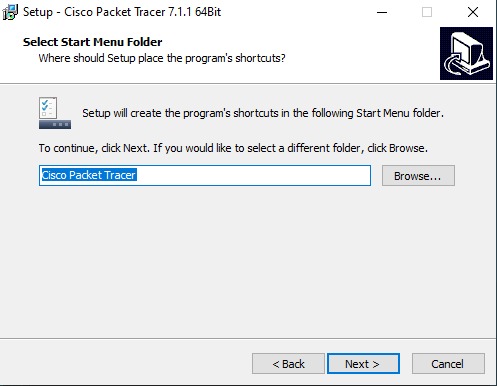 Setup - Cisco Packet Tracer 7.1.1 64Bit
Select Start Menu Folder
Where should Setup place the program's shortcuts?
Setup will create the program's shortcuts in the following Start Menu folder.
To continue, click Next. If you would like to select a different folder, click Browse.
Cisco Packet Tracer
Browse...
< Back
Next >
Cancel